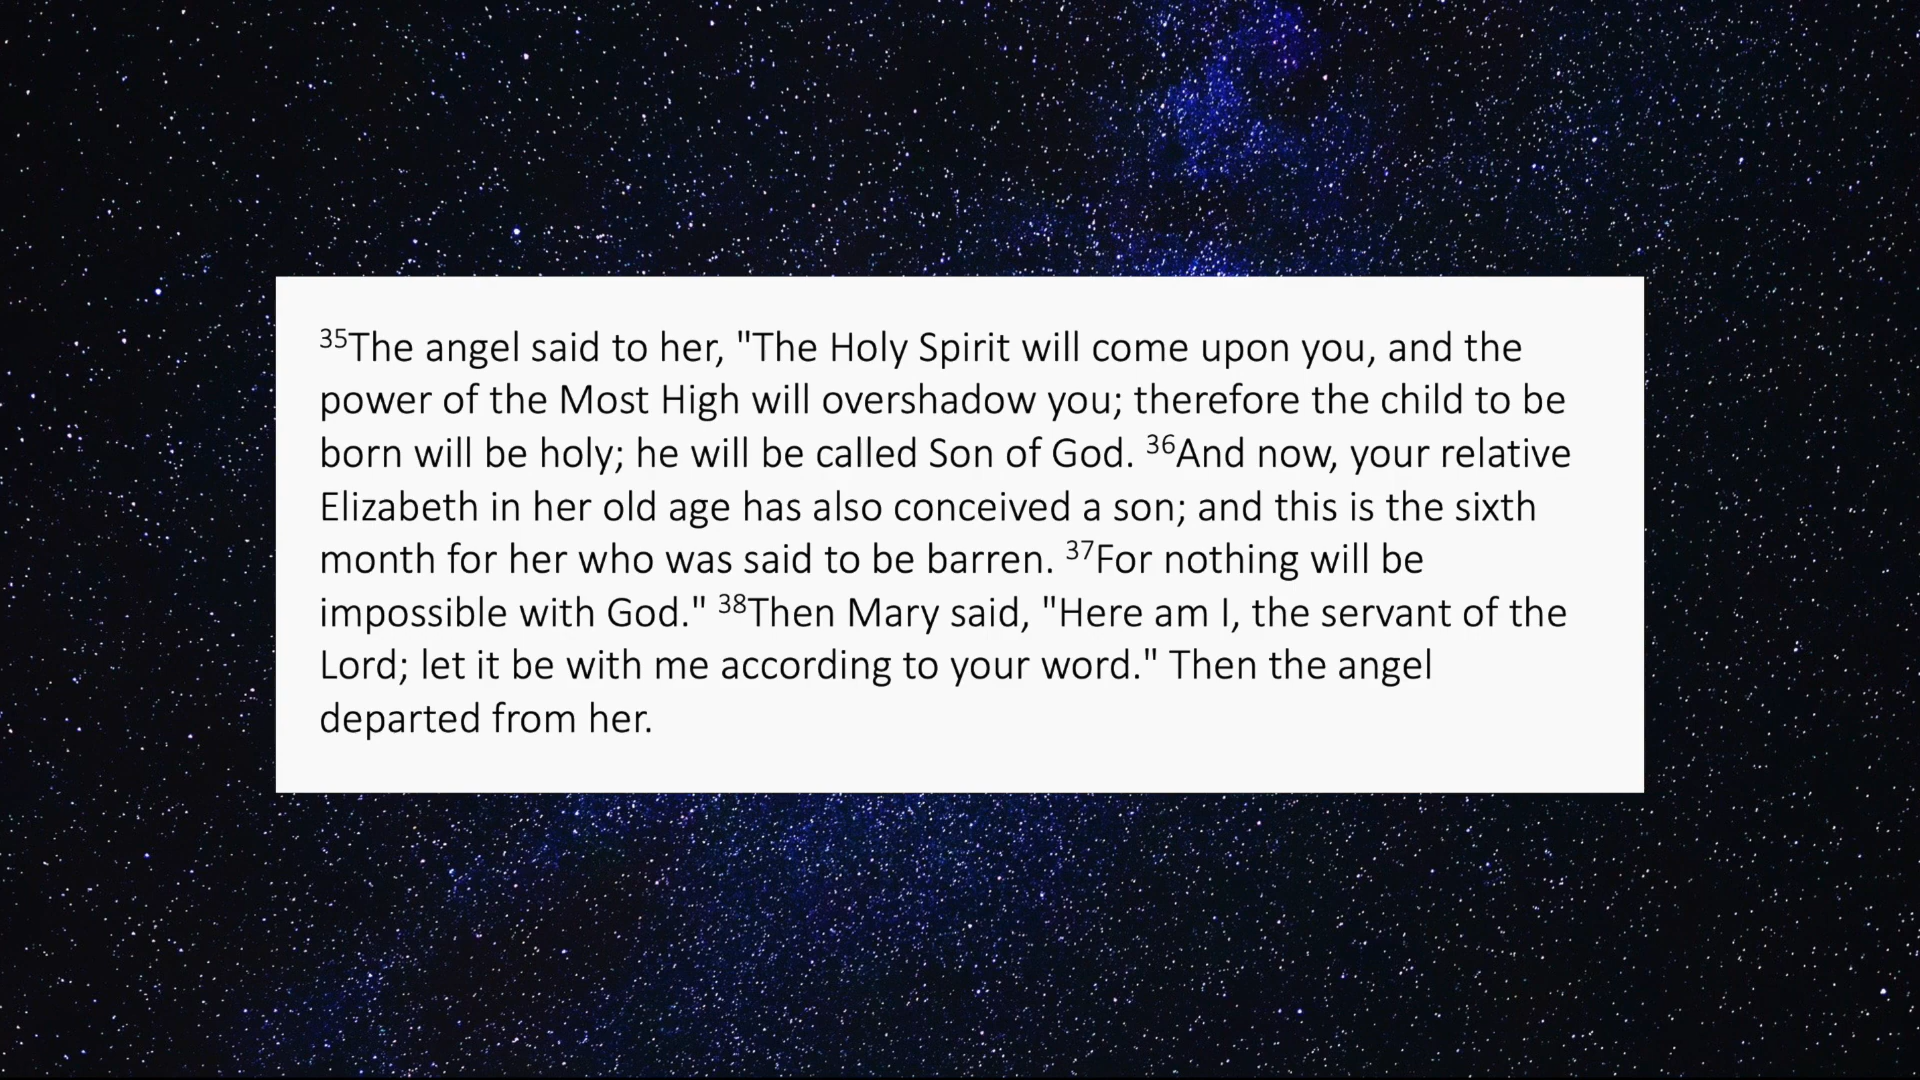 35The angel said to her, "The Holy Spirit will come upon you, and the
power of the Most High will overshadow you; therefore the child to be
born will be holy; he will be called Son of God. 36And now, your relative
Elizabeth in her old age has also conceived a son; and this is the sixth
month for her who was said to be barren. 37For nothing will be
impossible with God." 38Then Mary said, "Here am I, the servant of the
Lord; let it be with me according to your word." Then the angel
departed from her.